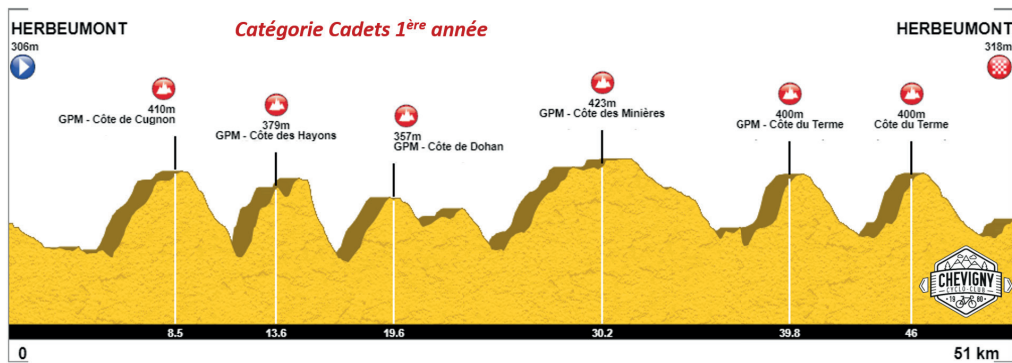 HERBEUMONT
306m
Catégorie Cadets 1ère année
HERBEUMONT
318m
410m
GPM - Côte de Cugnon
379m
GPM - Côte des Hayons
357m
GPM - Côte de Dohan
423m
GPM - Côte des Minières
400m
GPM - Côte du Terme
400m
Côte du Terme
CHEVIGNY
CYCLO-CLUB
19 80
8.5 13.6 19.6 30.2 39.8 46
0 51 km